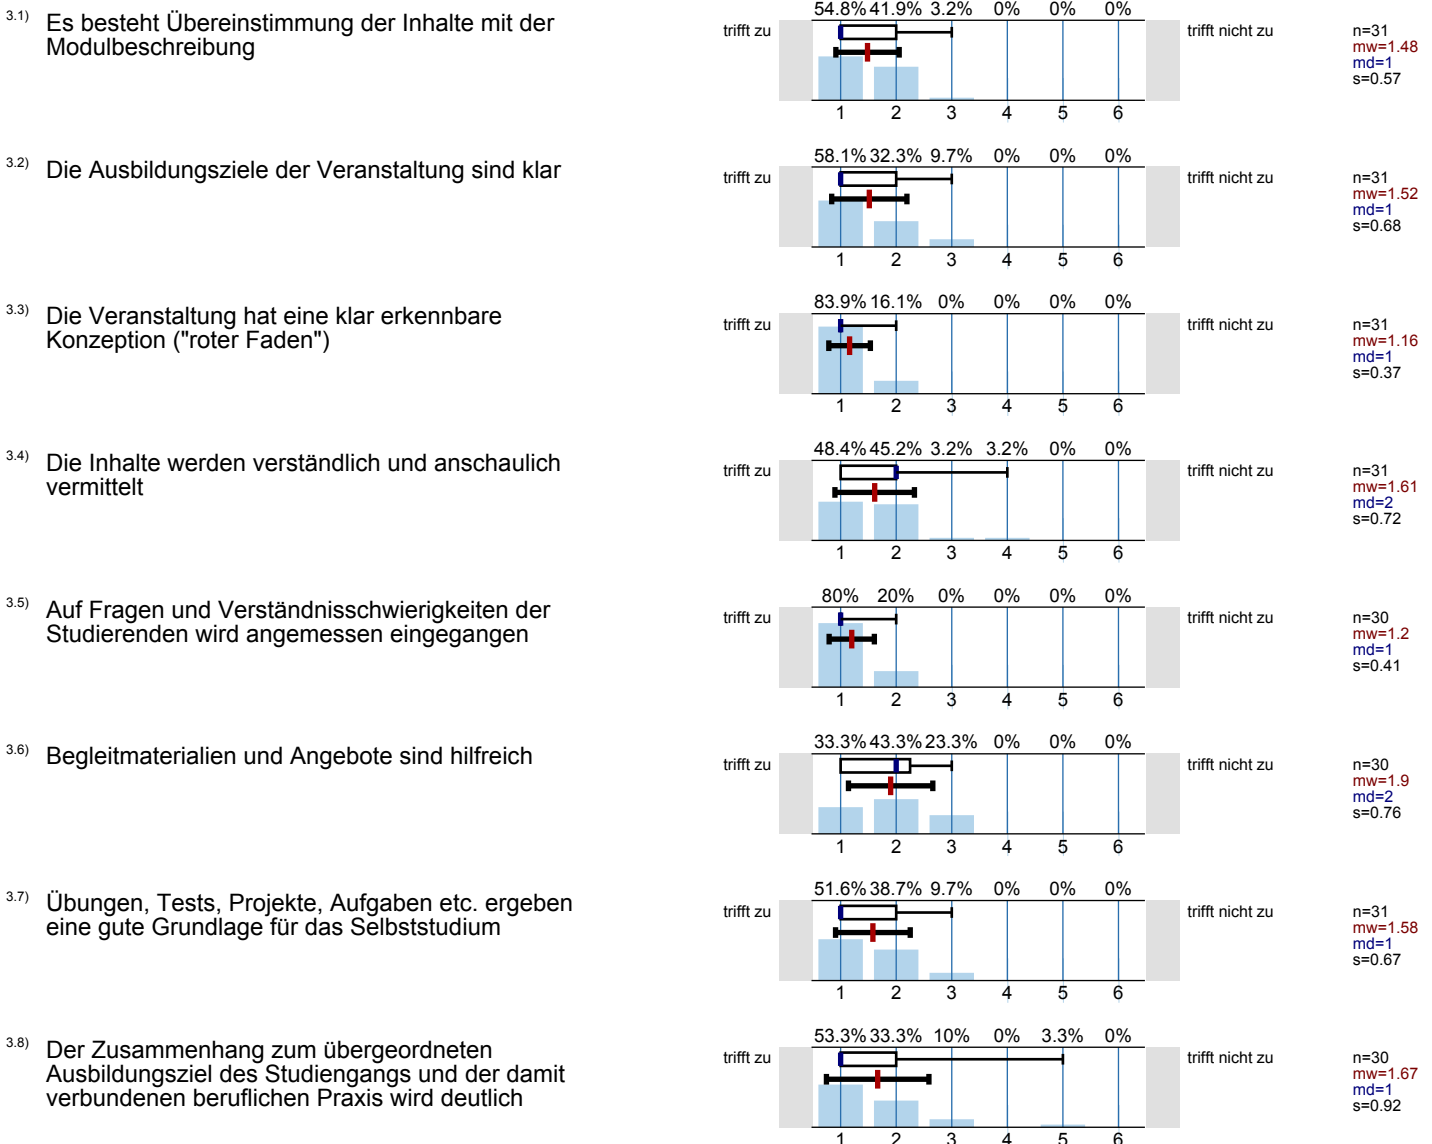 3.1) Es besteht Übereinstimmung der Inhalte mit der
Modulbeschreibung
54.8% 41.9% 3.2% 0% 0% 0%
trifft zu
trifft nicht zu
1 2 3 4 5 6
n=31
mw=1.48
md=1
s=0.57
3.2) Die Ausbildungsziele der Veranstaltung sind klar
58.1% 32.3% 9.7% 0% 0% 0%
trifft zu
trifft nicht zu
1 2 3 4 5 6
n=31
mw=1.52
md=1
s=0.68
3.3) Die Veranstaltung hat eine klar erkennbare
Konzeption ("roter Faden")
83.9% 16.1% 0% 0% 0% 0%
trifft zu
trifft nicht zu
1 2 3 4 5 6
n=31
mw=1.16
md=1
s=0.37
3.4) Die Inhalte werden verständlich und anschaulich
vermittelt
48.4% 45.2% 3.2% 3.2% 0% 0%
trifft zu
trifft nicht zu
1 2 3 4 5 6
n=31
mw=1.61
md=2
s=0.72
3.5) Auf Fragen und Verständnisschwierigkeiten der
Studierenden wird angemessen eingegangen
80% 20% 0% 0% 0% 0%
trifft zu
trifft nicht zu
1 2 3 4 5 6
n=30
mw=1.2
md=1
s=0.41
3.6) Begleitmaterialien und Angebote sind hilfreich
33.3% 43.3% 23.3% 0% 0% 0%
trifft zu
trifft nicht zu
1 2 3 4 5 6
n=30
mw=1.9
md=2
s=0.76
3.7) Übungen, Tests, Projekte, Aufgaben etc. ergeben
eine gute Grundlage für das Selbststudium
51.6% 38.7% 9.7% 0% 0% 0%
trifft zu
trifft nicht zu
1 2 3 4 5 6
n=31
mw=1.58
md=1
s=0.67
3.8) Der Zusammenhang zum übergeordneten
Ausbildungsziel des Studiengangs und der damit
verbundenen beruflichen Praxis wird deutlich
53.3% 33.3% 10% 0% 3.3% 0%
trifft zu
trifft nicht zu
1 2 3 4 5 6
n=30
mw=1.67
md=1
s=0.92